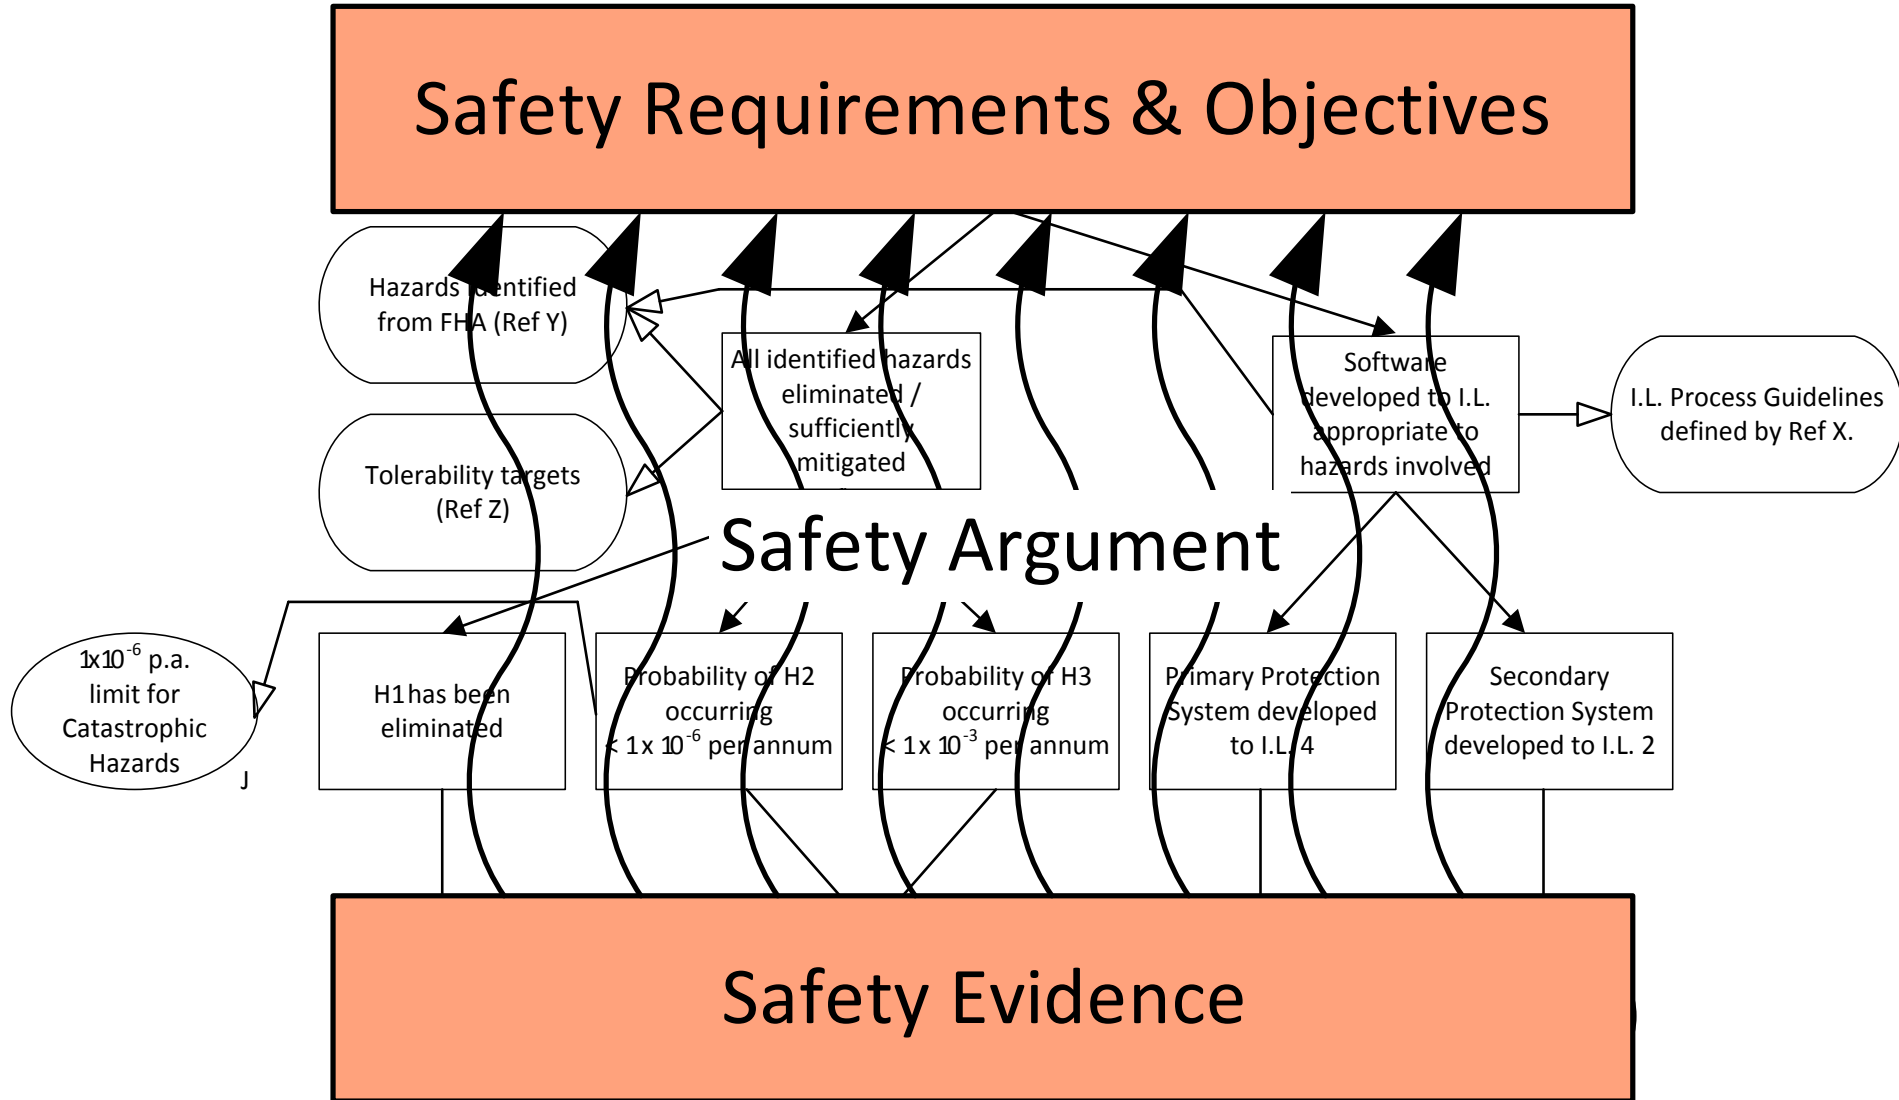 Safety Requirements & Objectives
Hazards identified
from FHA (Ref Y)
All identified hazards
eliminated /
sufficiently
mitigated
Software
developed to I.L.
appropriate to
hazards involved
I.L. Process Guidelines
defined by Ref X.
Tolerability targets
(Ref Z)
Safety Argument
1x10⁻⁶ p.a.
limit for
Catastrophic
Hazards
J
H1 has been
eliminated
Probability of H2
occurring
< 1 x 10⁻⁶ per annum
Probability of H3
occurring
< 1 x 10⁻³ per annum
Primary Protection
System developed
to I.L. 4
Secondary
Protection System
developed to I.L. 2
Safety Evidence